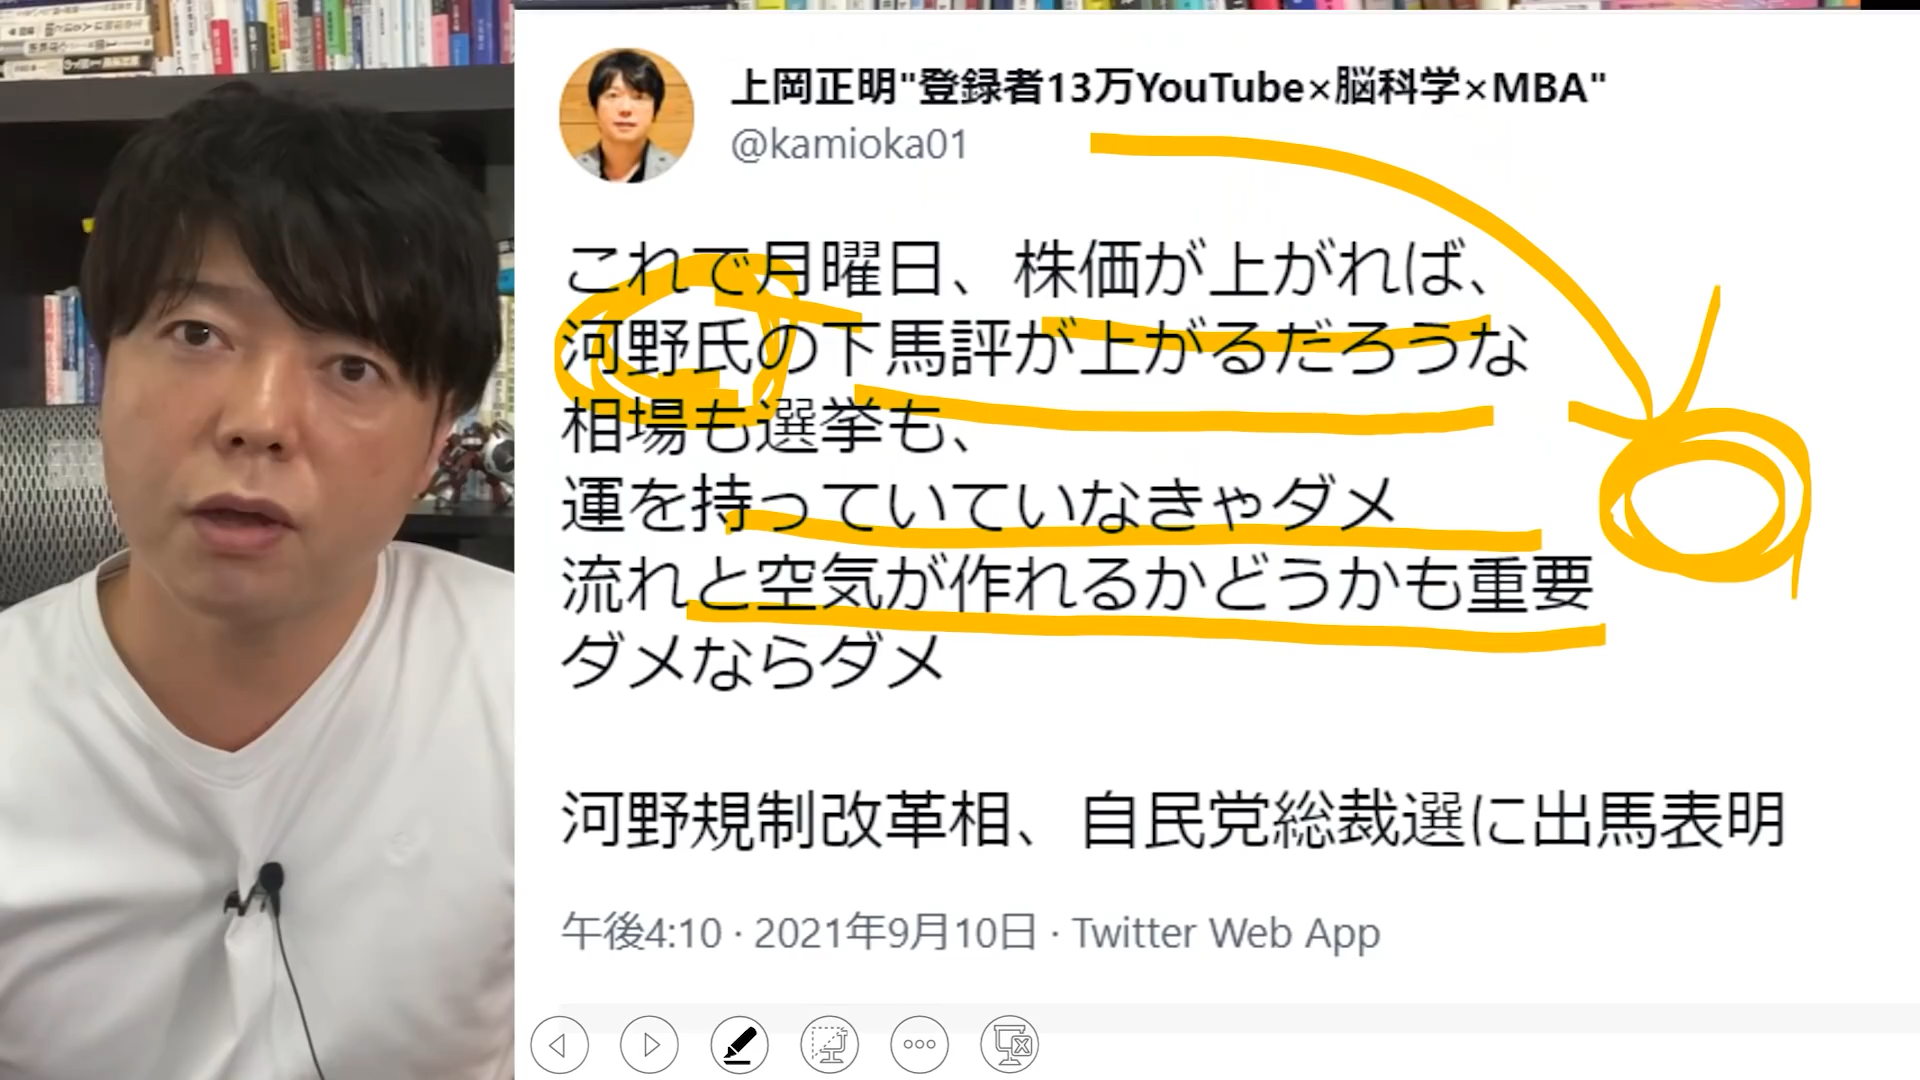 上岡正明"登録者13万YouTube×脳科学×MBA"
@kamioka01
これで月曜日、株価が上がれば、
河野氏の下馬評が上がるだろうな
相場も選挙も、
運を持っていていなきゃダメ
流れと空気が作れるかどうかも重要
ダメならダメ
河野規制改革相、自民党総裁選に出馬表明
午後4:10 · 2021年9月10日 · Twitter Web App